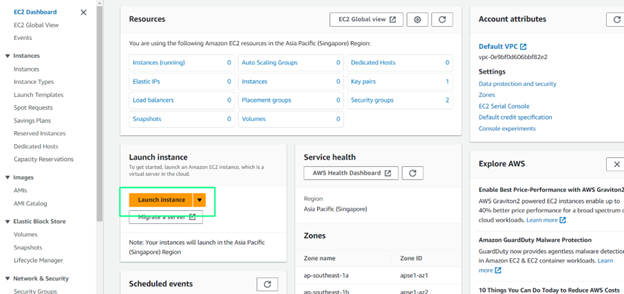 EC2 Dashboard
EC2 Global View
Events
Instances
Instances
Instance Types
Launch Templates
Spot Requests
Savings Plans
Reserved Instances
Dedicated Hosts
Capacity Reservations
Images
AMIs
AMI Catalog
Elastic Block Store
Volumes
Snapshots
Lifecycle Manager
Network & Security
Security Groups
Resources
EC2 Global view
You are using the following Amazon EC2 resources in the Asia Pacific (Singapore) Region:
Instances (running) 0 Auto Scaling Groups 0 Dedicated Hosts 0
Elastic IPs 0 Instances 0 Key pairs 1
Load balancers 0 Placement groups 0 Security groups 2
Snapshots 0 Volumes 0
Launch instance
To get started, launch an Amazon EC2 instance, which is a
virtual server in the cloud.
Launch instance
Migrate a server
Note: Your instances will launch in the Asia Pacific
(Singapore) Region
Scheduled events
Service health
AWS Health Dashboard
Region
Asia Pacific (Singapore)
Zones
Zone name Zone ID
ap-southeast-1a apse1-az1
ap-southeast-1b apse1-az2
Account attributes
Default VPC
vpc-0e9bf0d606bbf82e2
Settings
Data protection and security
Zones
EC2 Serial Console
Default credit specification
Console experiments
Explore AWS
Enable Best Price-Performance with AWS Graviton2
AWS Graviton2 powered EC2 instances enable up to
40% better price performance for a broad spectrum of
cloud workloads. Learn more
Amazon GuardDuty Malware Protection
GuardDuty now provides agentless malware detection
in Amazon EC2 & EC2 container workloads. Learn
more
10 Things You Can Do Today to Reduce AWS Costs